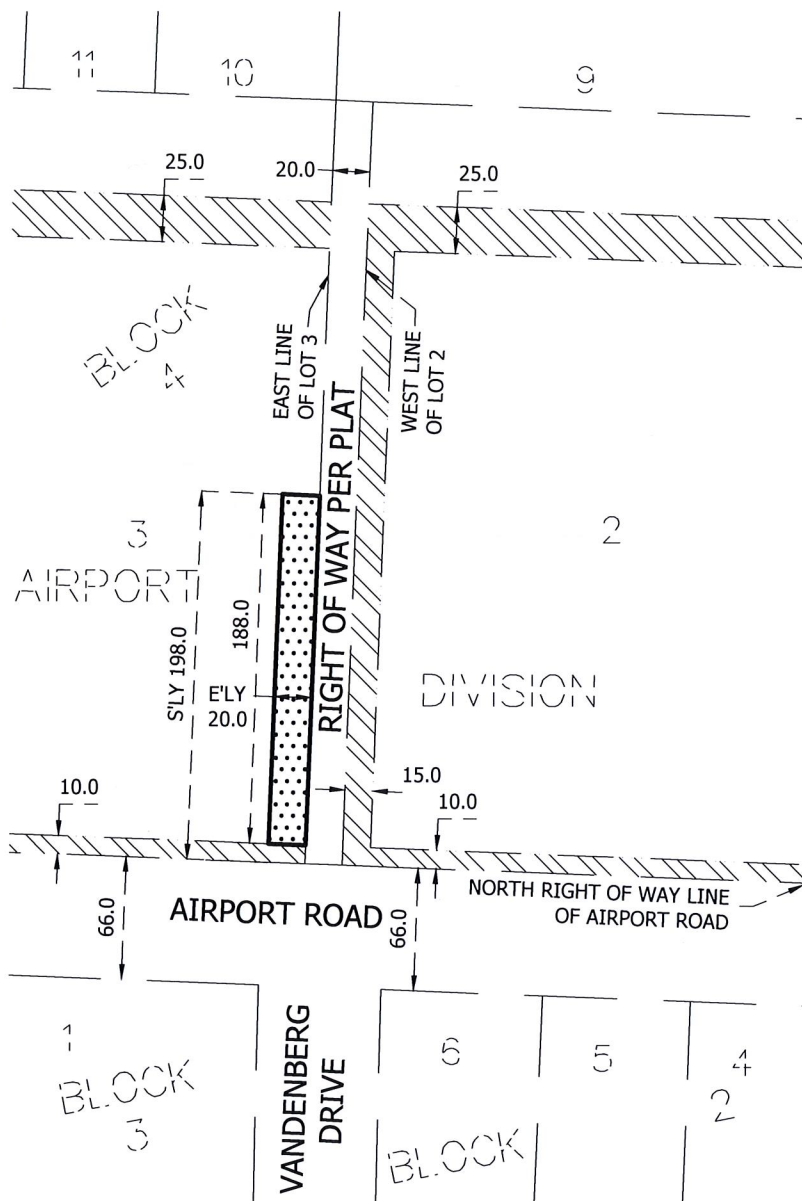 11
10
9
25.0
20.0
25.0
BLOCK
4
EAST LINE
OF LOT 3
WEST LINE
OF LOT 2
RIGHT OF WAY PER PLAT
3
2
AIRPORT
S'LY 198.0
188.0
E'LY
20.0
DIVISION
15.0
10.0
10.0
NORTH RIGHT OF WAY LINE
OF AIRPORT ROAD
AIRPORT ROAD
66.0
66.0
VANDENBERG
DRIVE
1
BLOCK
3
6
5
4
2
BLOCK